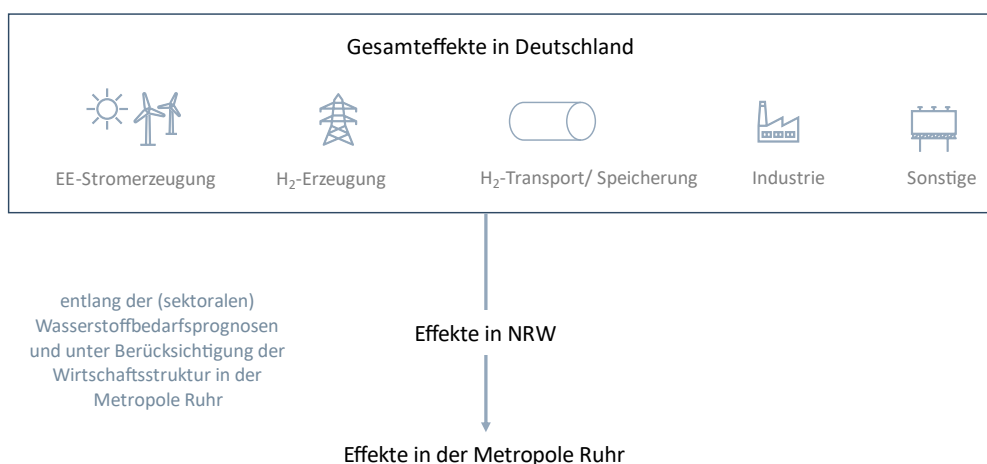 Gesamteffekte in Deutschland
EE-Stromerzeugung
H₂-Erzeugung
H₂-Transport/ Speicherung
Industrie
Sonstige
entlang der (sektoralen)
Wasserstoffbedarfsprognosen
und unter Berücksichtigung der
Wirtschaftsstruktur in der
Metropole Ruhr
Effekte in NRW
Effekte in der Metropole Ruhr